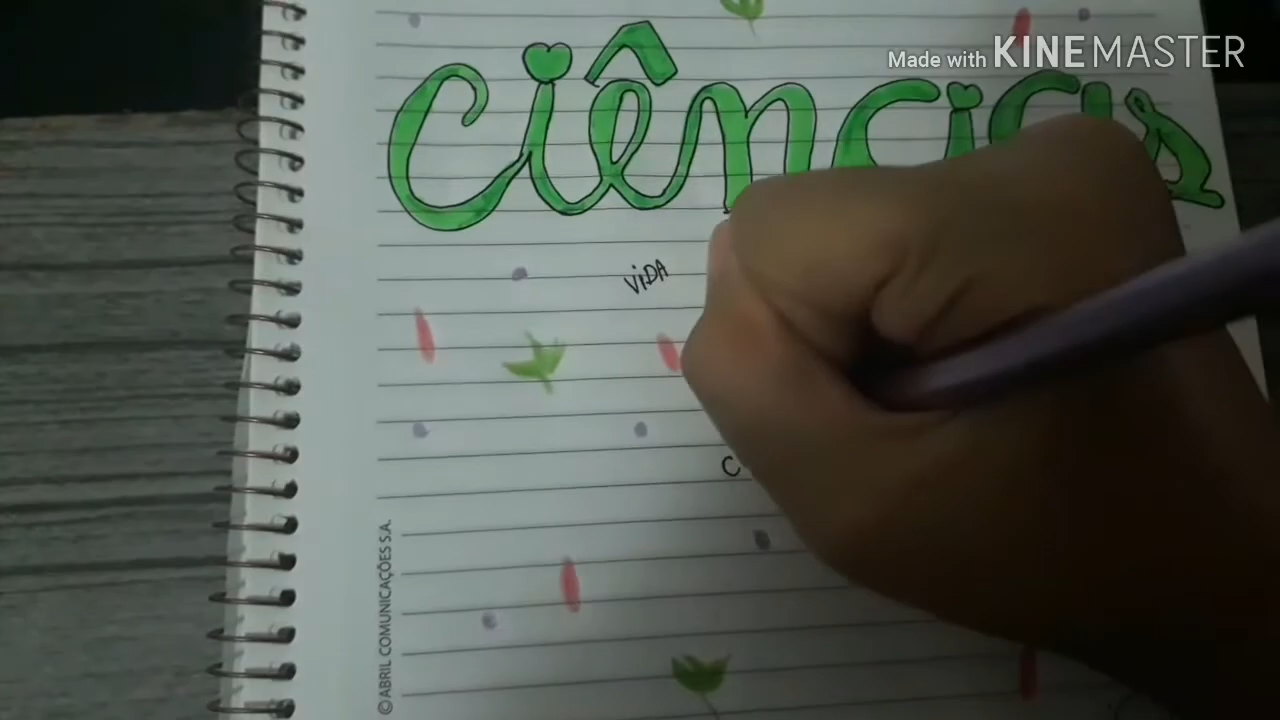 Made with KINEMASTER
ciências
ViDA
C
© ABRIL COMUNICAÇÕES S.A.